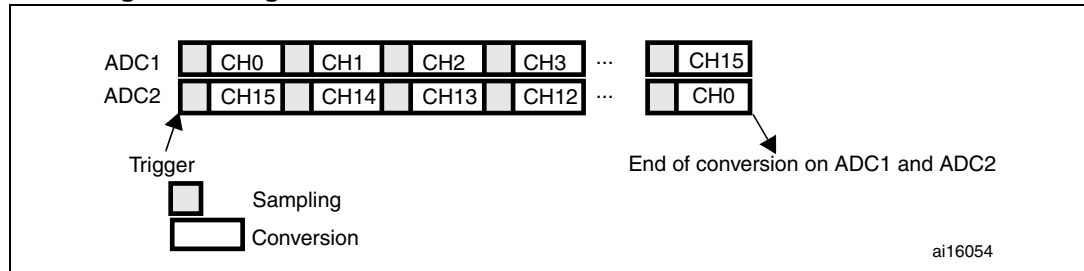 ADC1 CH0 CH1 CH2 CH3 ... CH15
ADC2 CH15 CH14 CH13 CH12 ... CH0
Trigger
End of conversion on ADC1 and ADC2
Sampling
Conversion
ai16054